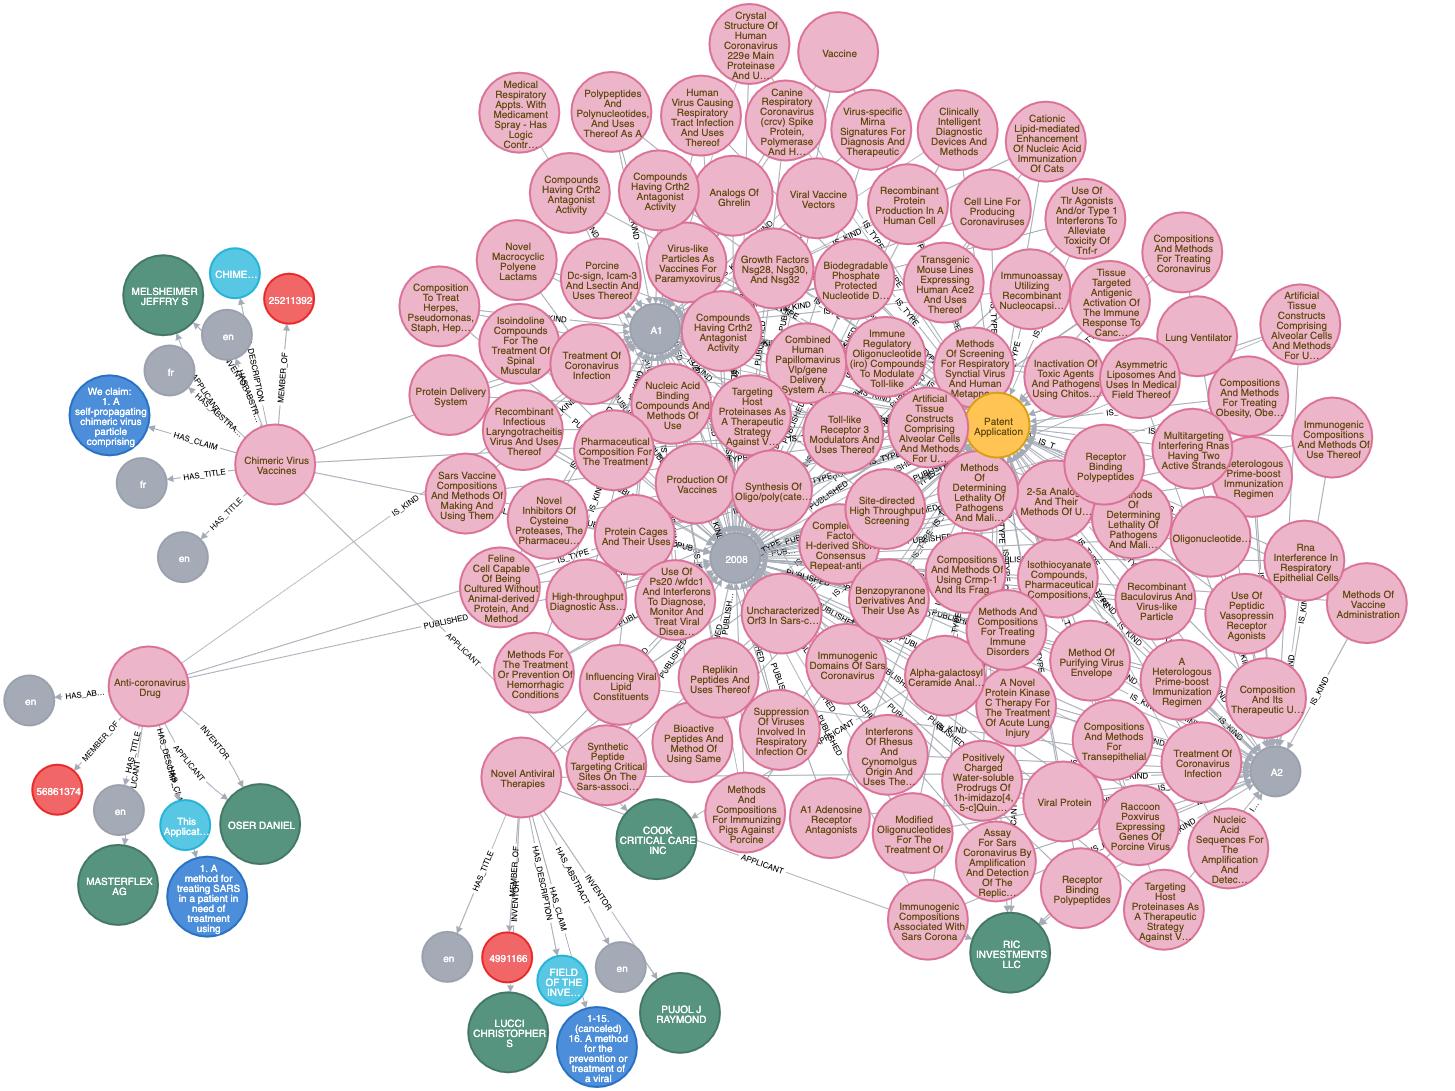 Crystal
Structure Of
Human
Coronavirus
229e Main
Proteinase
And U…
Vaccine
Medical
Respiratory
Appts. With
Medicament
Spray - Has
Logic
Contr…
Polypeptides
And
Polynucleotides,
And Uses
Thereof As A
Human
Virus Causing
Respiratory
Tract Infection
And Uses
Thereof
Canine
Respiratory
Coronavirus
(crcv) Spike
Protein,
Polymerase
And H…
Virus-specific
Mirna
Signatures For
Diagnosis And
Therapeutic
Clinically
Intelligent
Diagnostic
Devices And
Methods
Cationic
Lipid-mediated
Enhancement
Of Nucleic Acid
Immunization
Of Cats
Compounds
Having Crth2
Antagonist
Activity
Compounds
Having Crth2
Antagonist
Activity
Analogs Of
Ghrelin
Viral Vaccine
Vectors
Recombinant
Protein
Production In A
Human Cell
Cell Line For
Producing
Coronaviruses
Use Of
Tlr Agonists
And/or Type 1
Interferons To
Alleviate
Toxicity Of
Tnf-r
Compositions
And Methods
For Treating
Coronavirus
Novel
Macrocyclic
Polyene
Lactams
Porcine
Dc-sign, Icam-3
And Lsectin And
Uses Thereof
Virus-like
Particles As
Vaccines For
Paramyxovirus
Growth Factors
Nsg28, Nsg30,
And Nsg32
Biodegradable
Phosphate
Protected
Nucleotide D…
Transgenic
Mouse Lines
Expressing
Human Ace2
And Uses
Thereof
Immunoassay
Utilizing
Recombinant
Nucleocapsi…
Tissue
Targeted
Antigenic
Activation Of
The Immune
Response To
Canc…
Artificial
Tissue
Constructs
Comprising
Alveolar Cells
And Methods
For U…
MELSHEIMER
JEFFRY S
CHIME…
25211392
en
fr
We claim:
1. A
self-propagating
chimeric virus
particle
comprising
fr
en
Chimeric Virus
Vaccines
DESCRIPTION
MEMBER_OF
HAS_CLAIM
HAS_TITLE
HAS_TITLE
Composition
To Treat
Herpes,
Pseudomonas,
Staph, Hep…
Isoindoline
Compounds
For The
Treatment Of
Spinal
Muscular
Treatment Of
Coronavirus
Infection
A1
Compounds
Having Crth2
Antagonist
Activity
Combined
Human
Papillomavirus
Vlp/gene
Delivery
System A…
Immune
Regulatory
Oligonucleotide
(iro) Compounds
To Modulate
Toll-like
Methods
Of Screening
For Respiratory
Synctial Virus
And Human
Metapne…
Inactivation Of
Toxic Agents
And Pathogens
Using Chitos…
Asymmetric
Liposomes And
Uses In Medical
Field Thereof
Lung Ventilator
Compositions
And Methods
For Treating
Obesity, Obe…
Protein Delivery
System
Recombinant
Infectious
Laryngotracheitis
Virus And Uses
Thereof
Nucleic Acid
Binding
Compounds And
Methods Of
Use
Targeting
Host
Proteinases As
A Therapeutic
Strategy
Against V…
Toll-like
Receptor 3
Modulators And
Uses Thereof
Artificial
Tissue
Constructs
Comprising
Alveolar Cells
And Methods
For U…
Patent
Application
Receptor
Binding
Polypeptides
Multitargeting
Interfering Rnas
Having Two
Active Strands
eterologous
Prime-boost
Immunization
Regimen
Immunogenic
Compositions
And Methods Of
Use Thereof
Pharmaceutical
Composition For
The Treatment
Sars Vaccine
Compositions
And Methods Of
Making And
Using Them
Production Of
Vaccines
Synthesis Of
Oligo/poly(cate…
Site-directed
High Throughput
Screening
Methods
Of
Determining
Lethality Of
Pathogens
And Mali…
2-5a Analo
And Their
Methods Of U…
hods
Of
Determining
Lethality Of
Pathogens
And Mali…
Oligonucleotide…
Rna
Interference In
Respiratory
Epithelial Cells
Novel
Inhibitors Of
Cysteine
Proteases, The
Pharmaceu…
Protein Cages
And Their Uses
2008
Comple
Factor
H-derived Short
Consensus
Repeat-anti
Compositions
And Methods Of
Using Crmp-1
And Its Frag
Isothiocyanate
Compounds,
Pharmaceutical
Compositions,
Recombinant
Baculovirus And
Virus-like
Particle
Use Of
Peptidic
Vasopressin
Receptor
Agonists
Methods Of
Vaccine
Administration
Feline
Cell Capable
Of Being
Cultured Without
Animal-derived
Protein, And
Method
High-throughput
Diagnostic Ass…
Use Of
Ps20 /wfdc1
And Interferons
To Diagnose,
Monitor And
Treat Viral
Disea…
Uncharacterized
Orf3 In Sars-c…
Benzopyranone
Derivatives And
Their Use As
Methods And
Compositions
For Treating
Immune
Disorders
IS_KIND
PUBLISHED
APPLICANT
Methods For
The Treatment
Or Prevention Of
Hemorrhagic
Conditions
Influencing Viral
Lipid
Constituents
Replikin
Peptides And
Uses Thereof
Immunogenic
Domains Of Sars
Coronavirus
Alpha-galactosyl
Ceramide Anal…
Method Of
Purifying Virus
Envelope
A
Heterologous
Prime-boost
Immunization
Regimen
Composition
And Its
Therapeutic U…
IS_KIND
Anti-coronavirus
Drug
en
HAS_AB…
MEMBER_OF
HAS_TITLE
APPLICANT
INVENTOR
56861374
en
This
Applicat…
OSER DANIEL
MASTERFLEX
AG
1. A
method for
treating SARS
in a patient in
need of
treatment
using
Bioactive
Peptides And
Method Of
Using Same
Suppression
Of Viruses
Involved In
Respiratory
Infection Or
A Novel
Protein Kinase
C Therapy For
The Treatment
Of Acute Lung
Injury
Compositions
And Methods
For
Transepithelial
Treatment Of
Coronavirus
Infection
A2
Novel Antiviral
Therapies
Synthetic
Peptide
Targeting Critical
Sites On The
Sars-associ…
Interferons
Of Rhesus
And
Cynomolgus
Origin And
Uses The…
Positively
Charged
Water-soluble
Prodrugs Of
1h-imidazo[4,
5-c]Quin…
Viral Protein
Raccoon
Poxvirus
Expressing
Genes Of
Porcine Virus
Nucleic
Acid
Sequences For
The
Amplification
And
Detec…
COOK
CRITICAL CARE
INC
Methods
And
Compositions
For Immunizing
Pigs Against
Porcine
A1 Adenosine
Receptor
Antagonists
Modified
Oligonucleotides
For The
Treatment Of
Assay
For Sars
Coronavirus By
Amplification
And Detection
Of The
Replic…
Receptor
Binding
Polypeptides
Targeting
Host
Proteinases As
A Therapeutic
Strategy
Against V…
APPLICANT
Immunogenic
Compositions
Associated With
Sars Corona
RIC
INVESTMENTS
LLC
HAS_TITLE
HAS_DESCRIPTION
HAS_CLAIM
HAS_ABSTRACT
INVENTOR
en
4991166
FIELD
OF THE
INVE…
en
LUCCI
CHRISTOPHER
S
1-15.
(canceled)
16. A method
for the
prevention or
treatment of
a viral
PUJOL J
RAYMOND